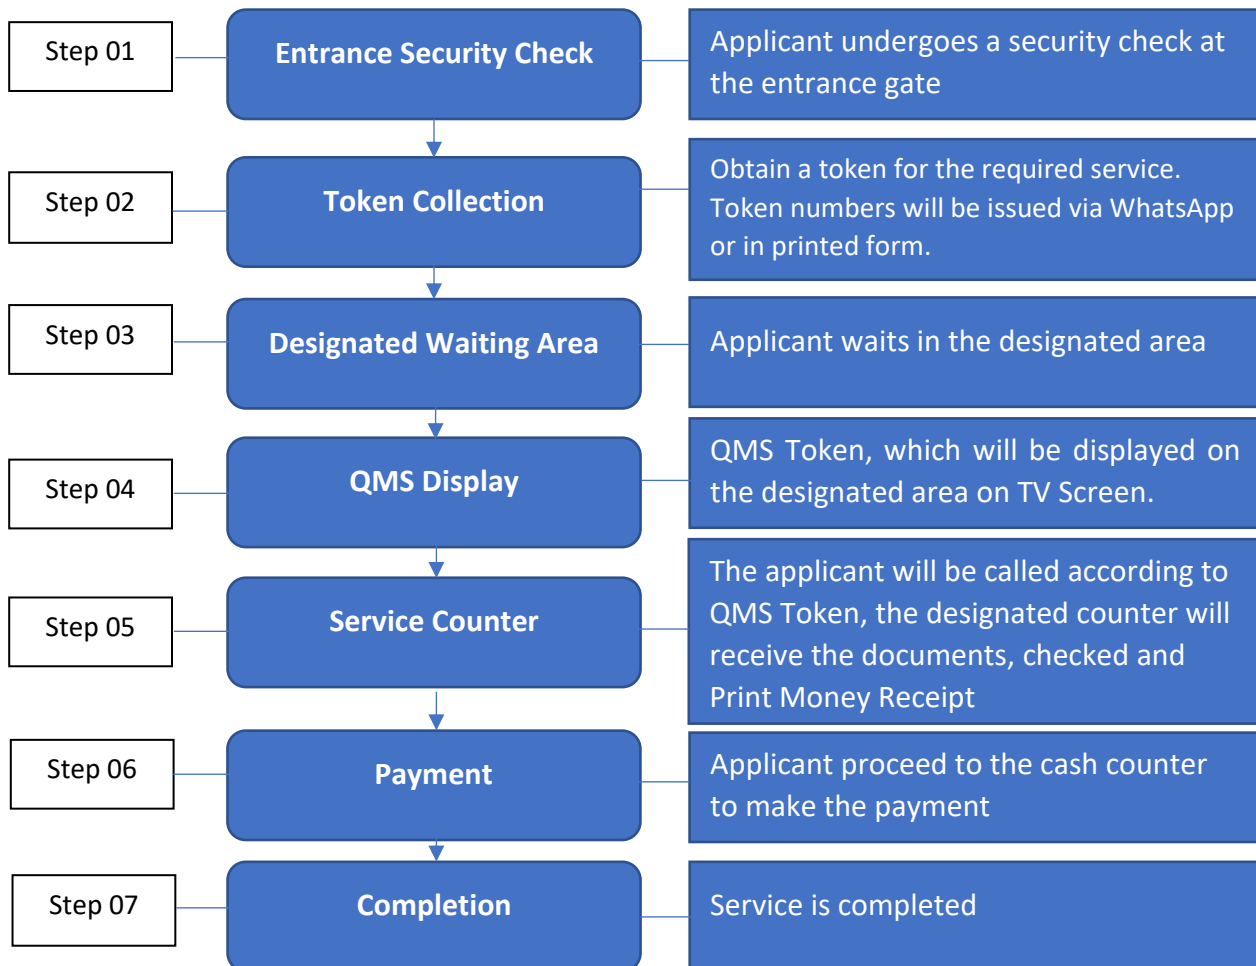 Step 01
Entrance Security Check
Applicant undergoes a security check at
the entrance gate
Step 02
Token Collection
Obtain a token for the required service.
Token numbers will be issued via WhatsApp
or in printed form.
Step 03
Designated Waiting Area
Applicant waits in the designated area
Step 04
QMS Display
QMS Token, which will be displayed on
the designated area on TV Screen.
Step 05
Service Counter
The applicant will be called according to
QMS Token, the designated counter will
receive the documents, checked and
Print Money Receipt
Step 06
Payment
Applicant proceed to the cash counter
to make the payment
Step 07
Completion
Service is completed